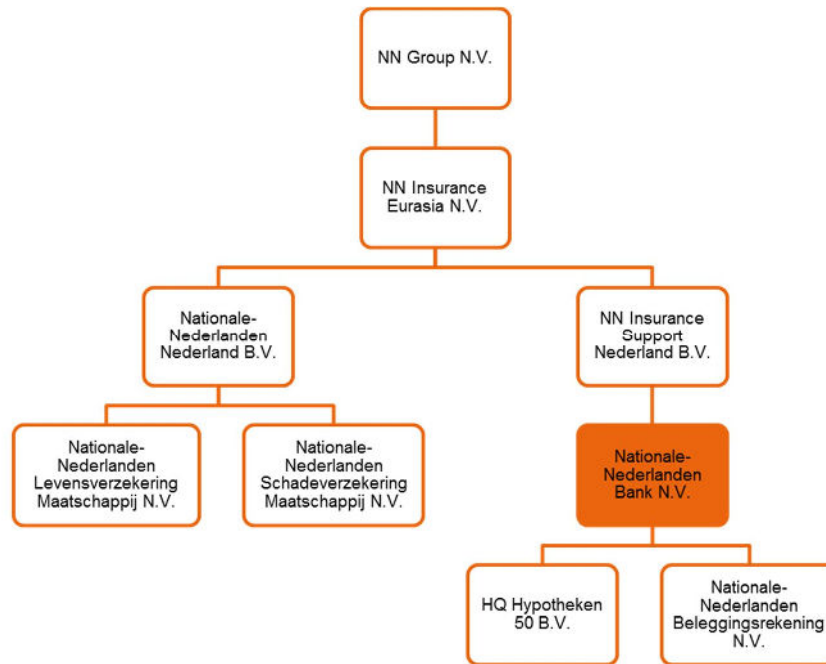 NN Group N.V.
NN Insurance
Eurasia N.V.
Nationale-
Nederlanden
Nederland B.V.
NN Insurance
Support
Nederland B.V.
Nationale-
Nederlanden
Levensverzekering
Maatschappij N.V.
Nationale-
Nederlanden
Schadeverzekering
Maatschappij N.V.
Nationale-
Nederlanden
Bank N.V.
HQ Hypotheken
50 B.V.
Nationale-
Nederlanden
Beleggingsrekening
N.V.